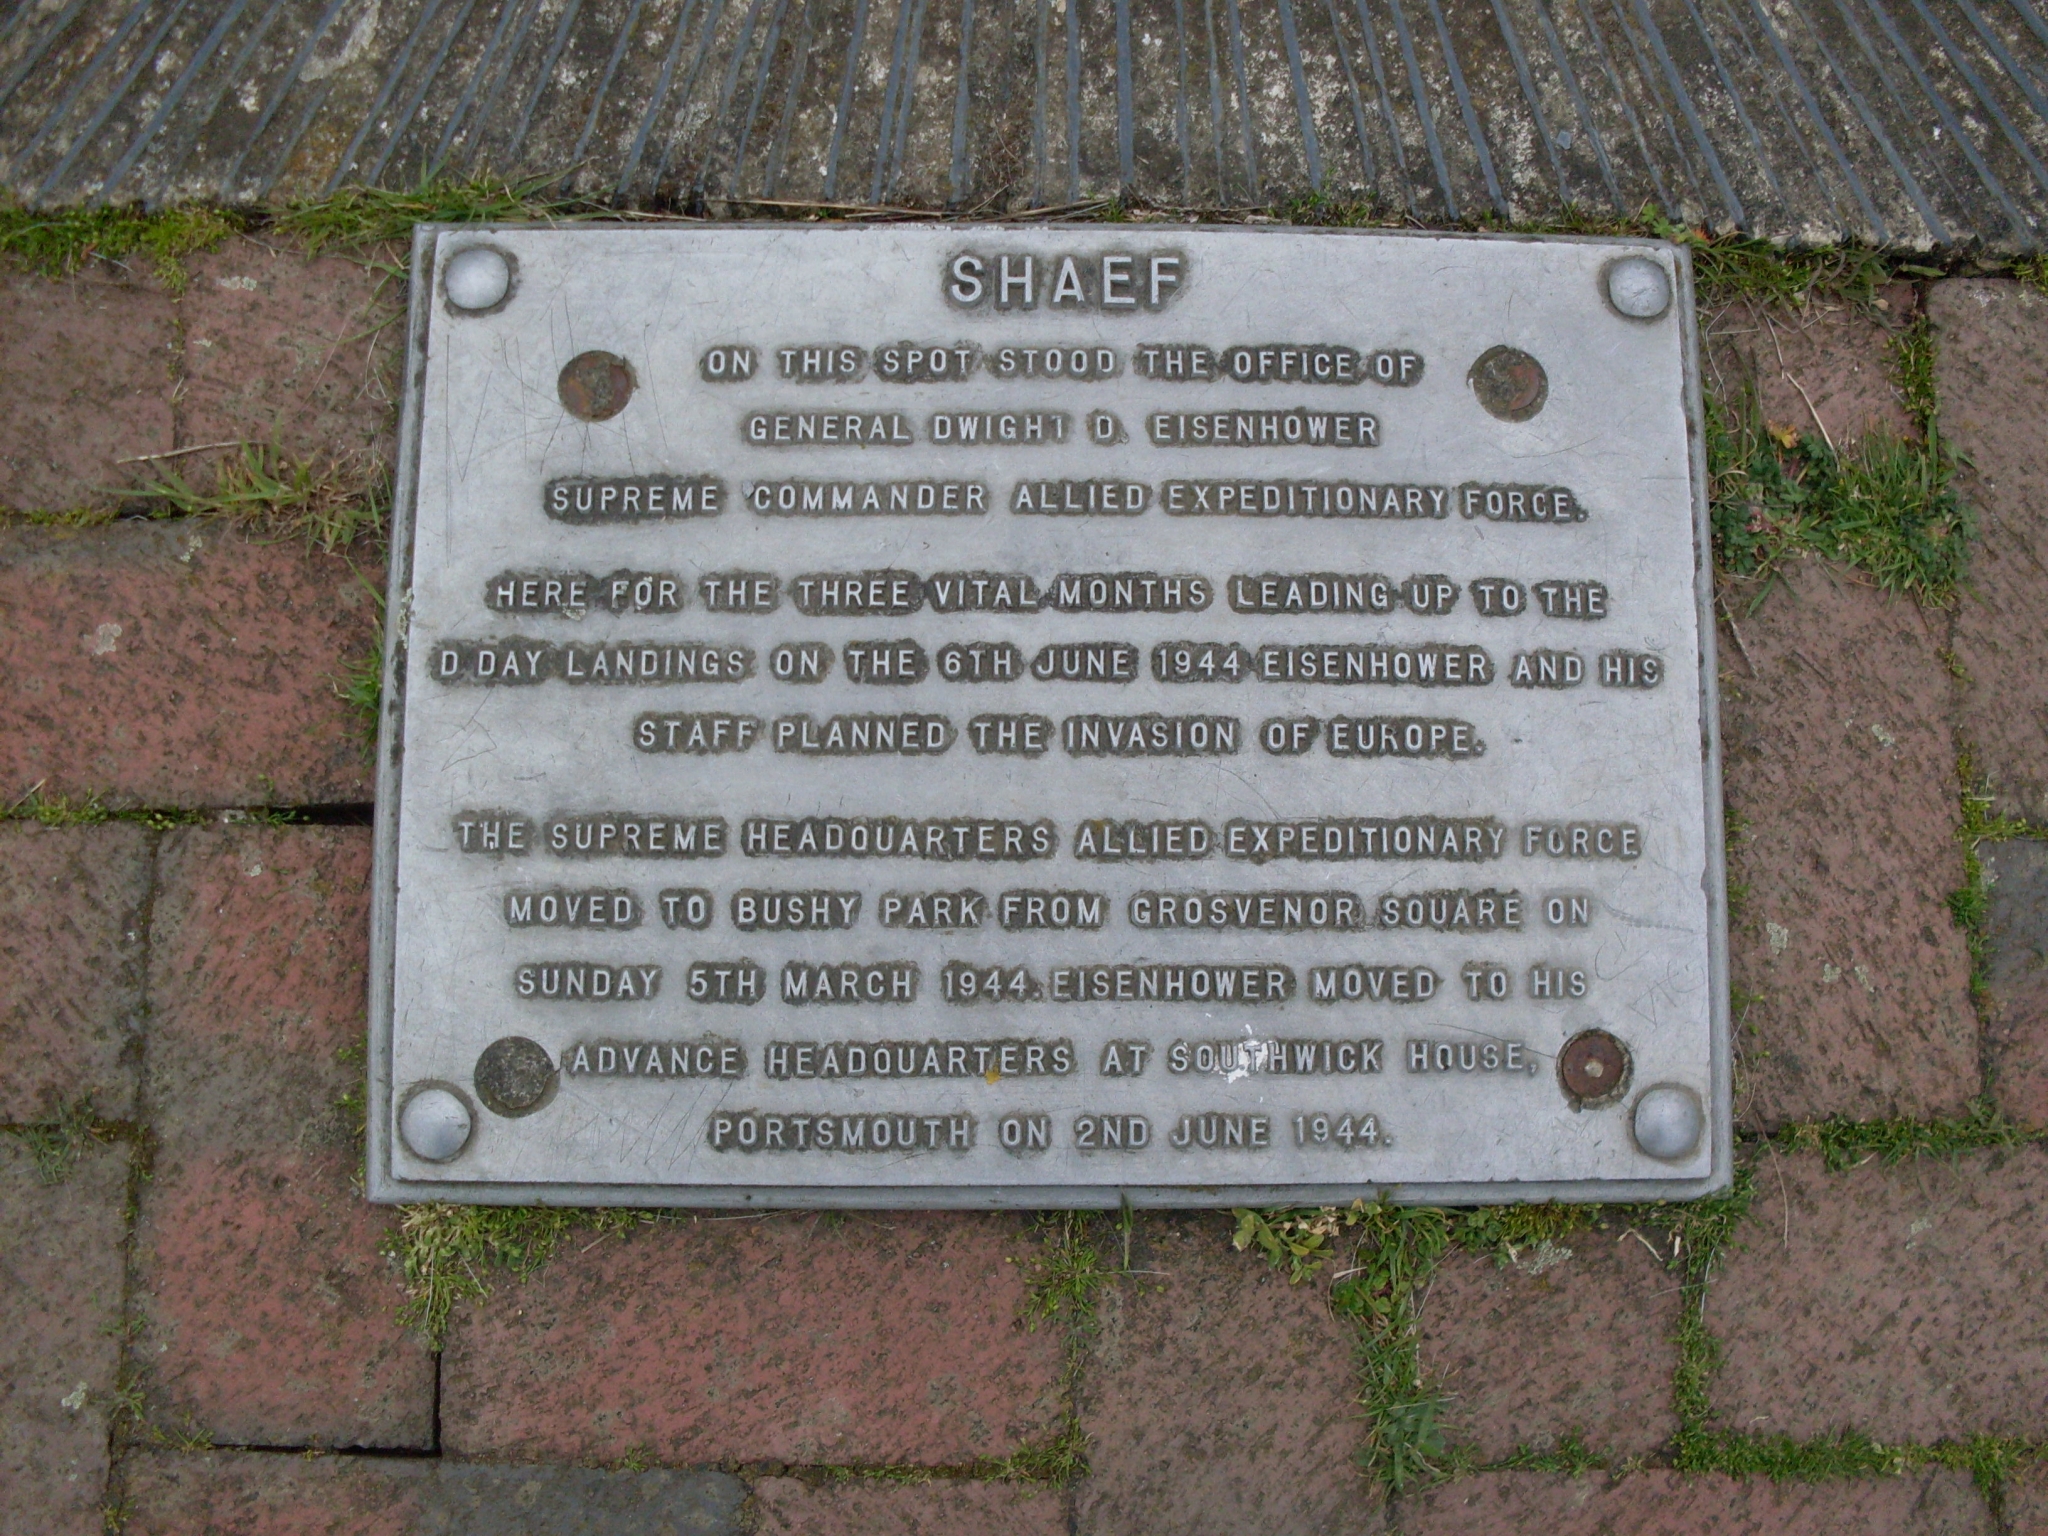 SHAEF
ON THIS SPOT STOOD THE OFFICE OF
GENERAL DWIGHT D. EISENHOWER
SUPREME COMMANDER ALLIED EXPEDITIONARY FORCE.
HERE FOR THE THREE VITAL MONTHS LEADING UP TO THE
D DAY LANDINGS ON THE 6TH JUNE 1944 EISENHOWER AND HIS
STAFF PLANNED THE INVASION OF EUROPE.
THE SUPREME HEADQUARTERS ALLIED EXPEDITIONARY FORCE
MOVED TO BUSHY PARK FROM GROSVENOR SQUARE ON
SUNDAY 5TH MARCH 1944. EISENHOWER MOVED TO HIS
ADVANCE HEADQUARTERS AT SOUTHWICK HOUSE,
PORTSMOUTH ON 2ND JUNE 1944.